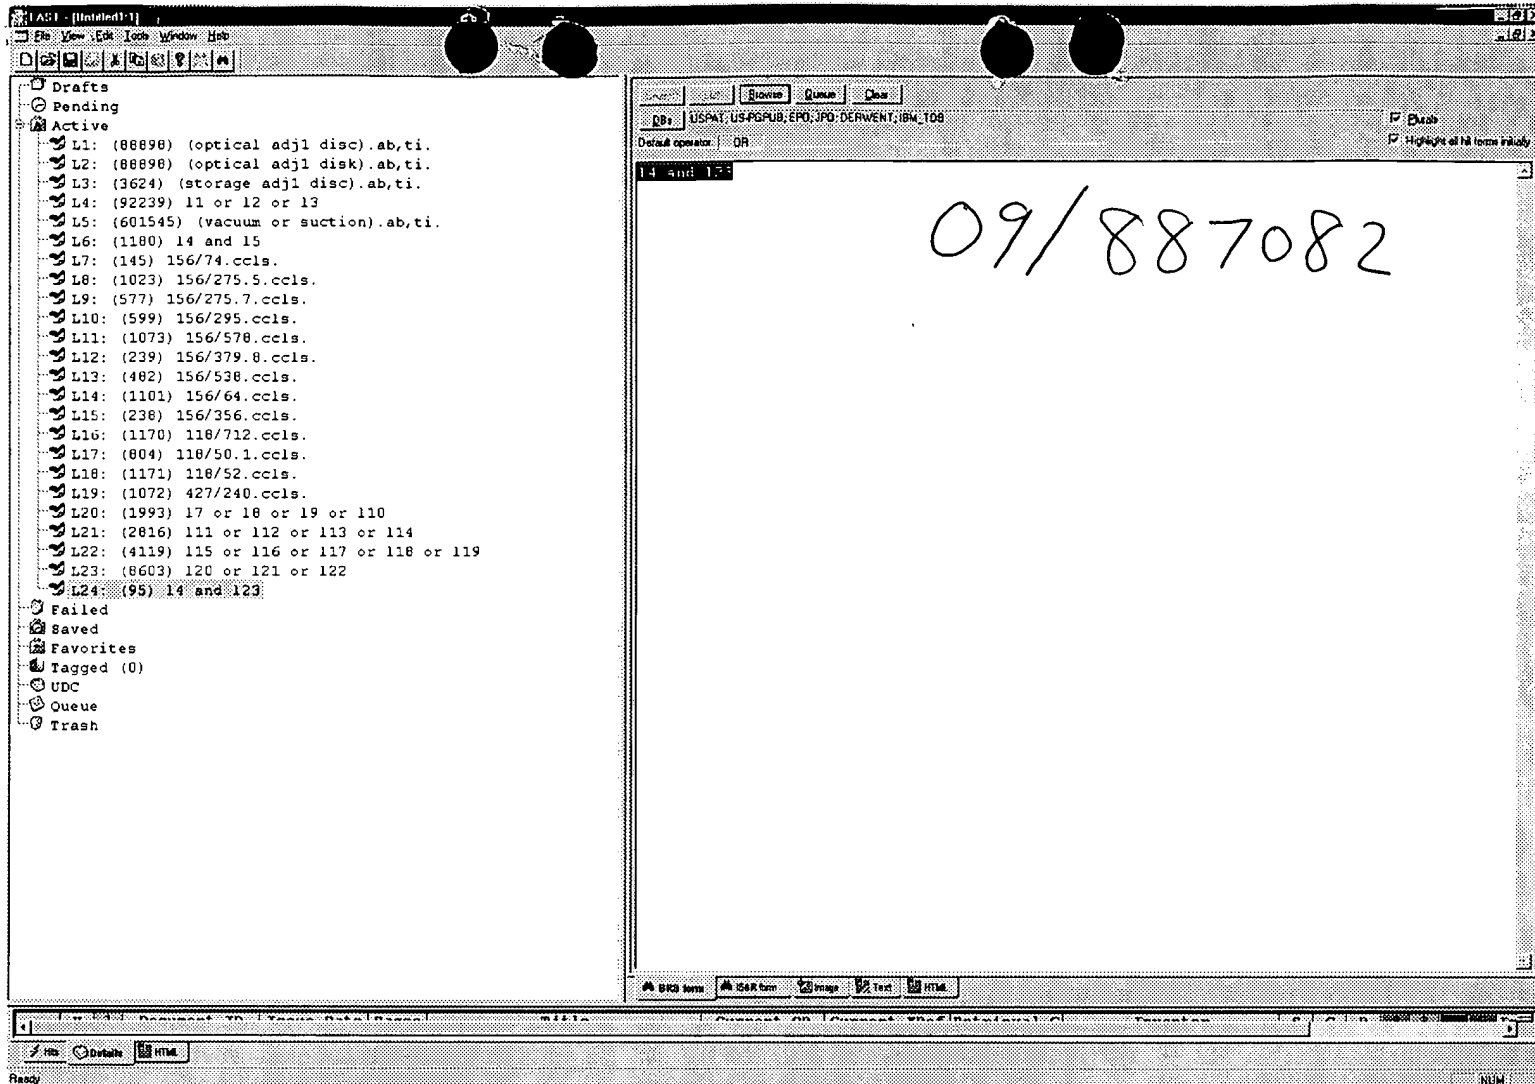 EAST - [Untitled1:1]
File View Edit Tools Window Help
Drafts
Pending
Active
L1: (88898) (optical adj1 disc).ab,ti.
L2: (88898) (optical adj1 disk).ab,ti.
L3: (3624) (storage adj1 disc).ab,ti.
L4: (92239) l1 or l2 or l3
L5: (601545) (vacuum or suction).ab,ti.
L6: (1180) l4 and l5
L7: (145) 156/74.ccls.
L8: (1023) 156/275.5.ccls.
L9: (577) 156/275.7.ccls.
L10: (599) 156/295.ccls.
L11: (1073) 156/578.ccls.
L12: (239) 156/379.8.ccls.
L13: (482) 156/538.ccls.
L14: (1101) 156/64.ccls.
L15: (238) 156/356.ccls.
L16: (1170) 118/712.ccls.
L17: (804) 118/50.1.ccls.
L18: (1171) 118/52.ccls.
L19: (1072) 427/240.ccls.
L20: (1993) l7 or l8 or l9 or l10
L21: (2816) l11 or l12 or l13 or l14
L22: (4119) l15 or l16 or l17 or l18 or l19
L23: (8603) l20 or l21 or l22
L24: (95) l4 and l23
Failed
Saved
Favorites
Tagged (0)
UDC
Queue
Trash
Browse Queue Clear
DBs USPAT; US-PGPUB; EPO; JPO; DERWENT; IBM_TDB
Plurals
Default operator: OR
Highlight all hit terms initially
l4 and l23
09/887082
BRS form IS&R form Image Text HTML
Document ID Issue Date Pages Title Current OR Current XRef Retrieval Cl Inventor S C P
Hits Details HTML
Ready
NUM